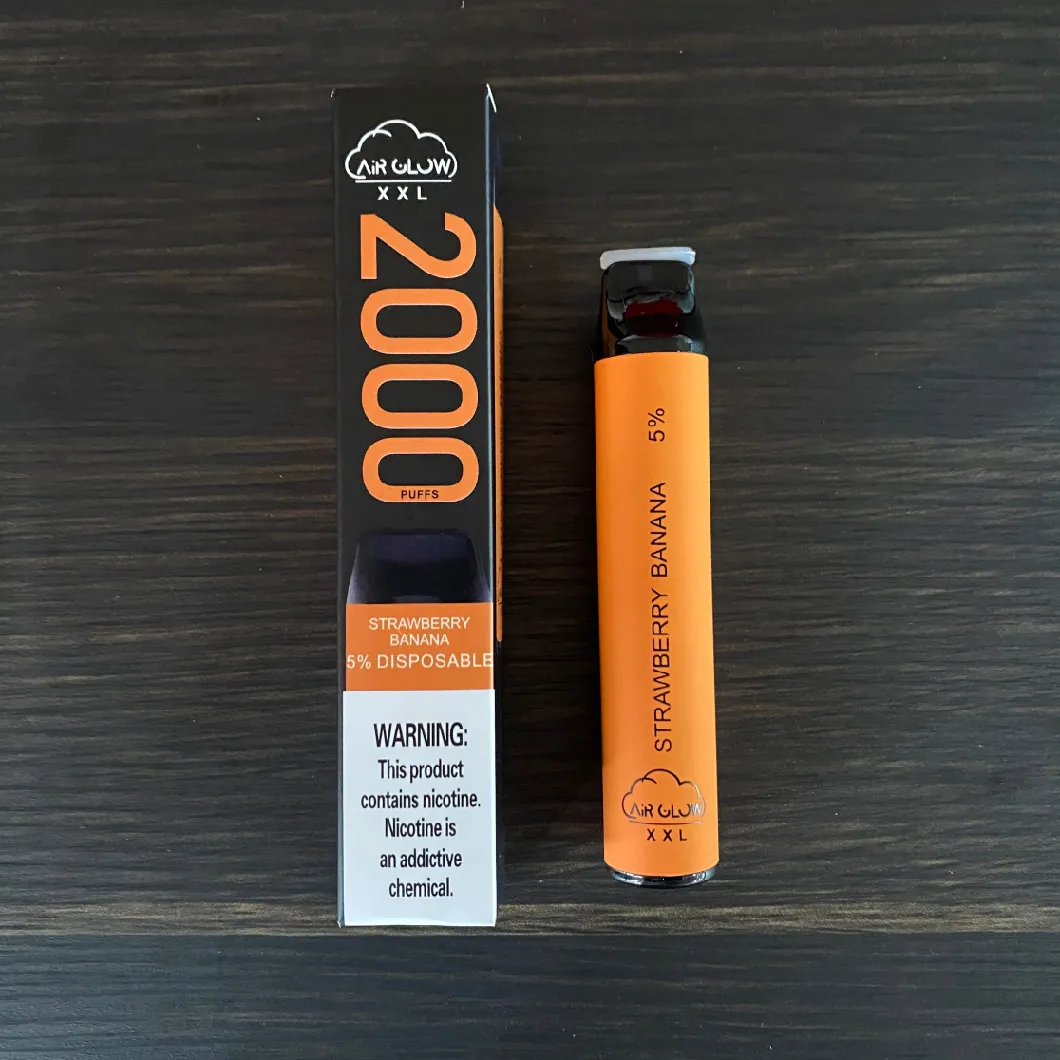 AiR GLOW
XXL
2000
PUFFS
STRAWBERRY
BANANA
5% DISPOSABLE
WARNING:
This product
contains nicotine.
Nicotine is
an addictive
chemical.
STRAWBERRY BANANA 5%
AiR GLOW
XXL